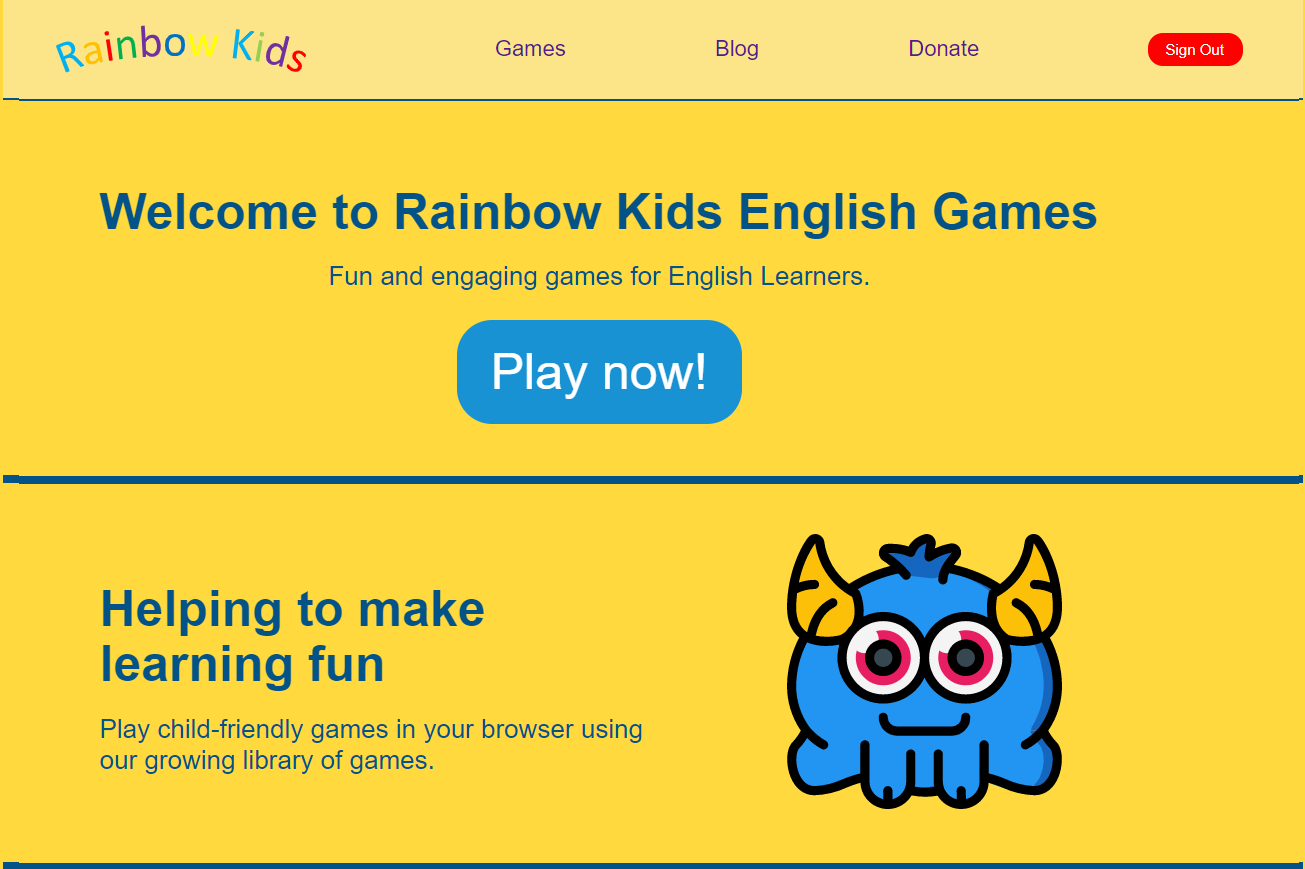 Rainbow Kids
Games
Blog
Donate
Sign Out
Welcome to Rainbow Kids English Games
Fun and engaging games for English Learners.
Play now!
Helping to make
learning fun
Play child-friendly games in your browser using
our growing library of games.